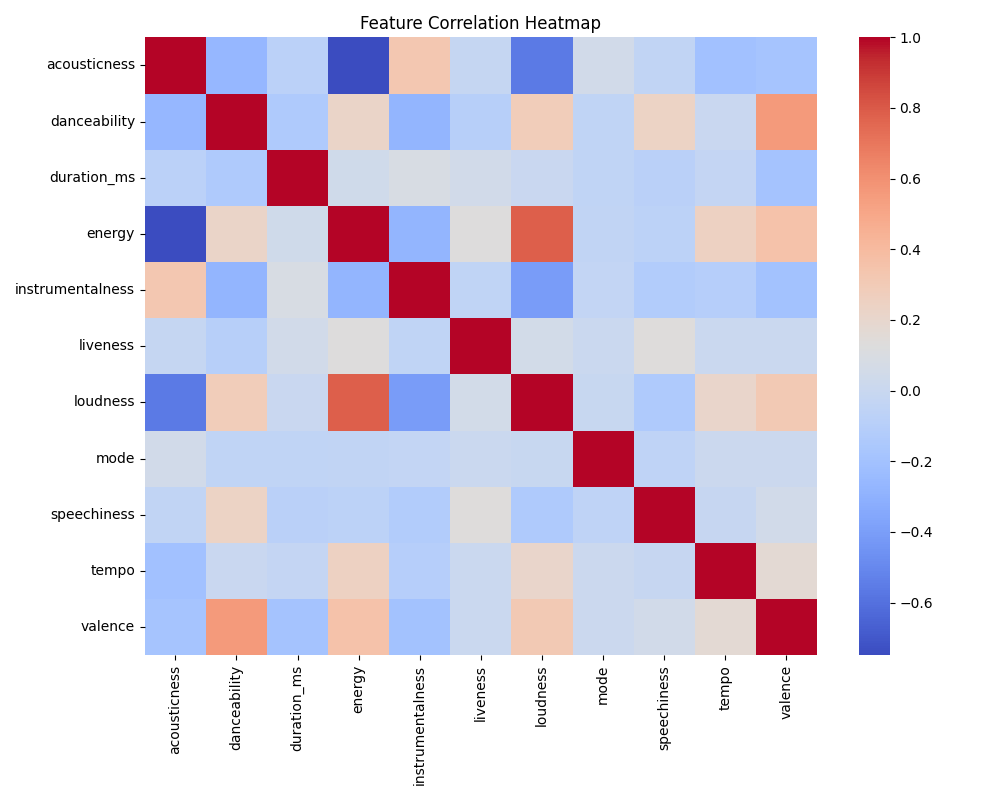 Feature Correlation Heatmap
acousticness
danceability
duration_ms
energy
instrumentalness
liveness
loudness
mode
speechiness
tempo
valence
acousticness
danceability
duration_ms
energy
instrumentalness
liveness
loudness
mode
speechiness
tempo
valence
1.0
0.8
0.6
0.4
0.2
0.0
−0.2
−0.4
−0.6